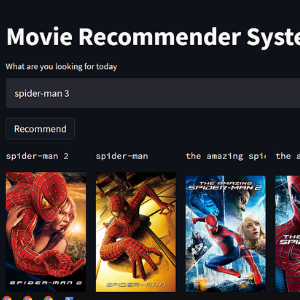 Movie Recommender Syste
What are you looking for today
spider-man 3
Recommend
spider-man 2
spider-man
the amazing spi
the a
SPIDER-MAN 2
SPIDER-MAN
THE AMAZING
SPIDER-MAN 2